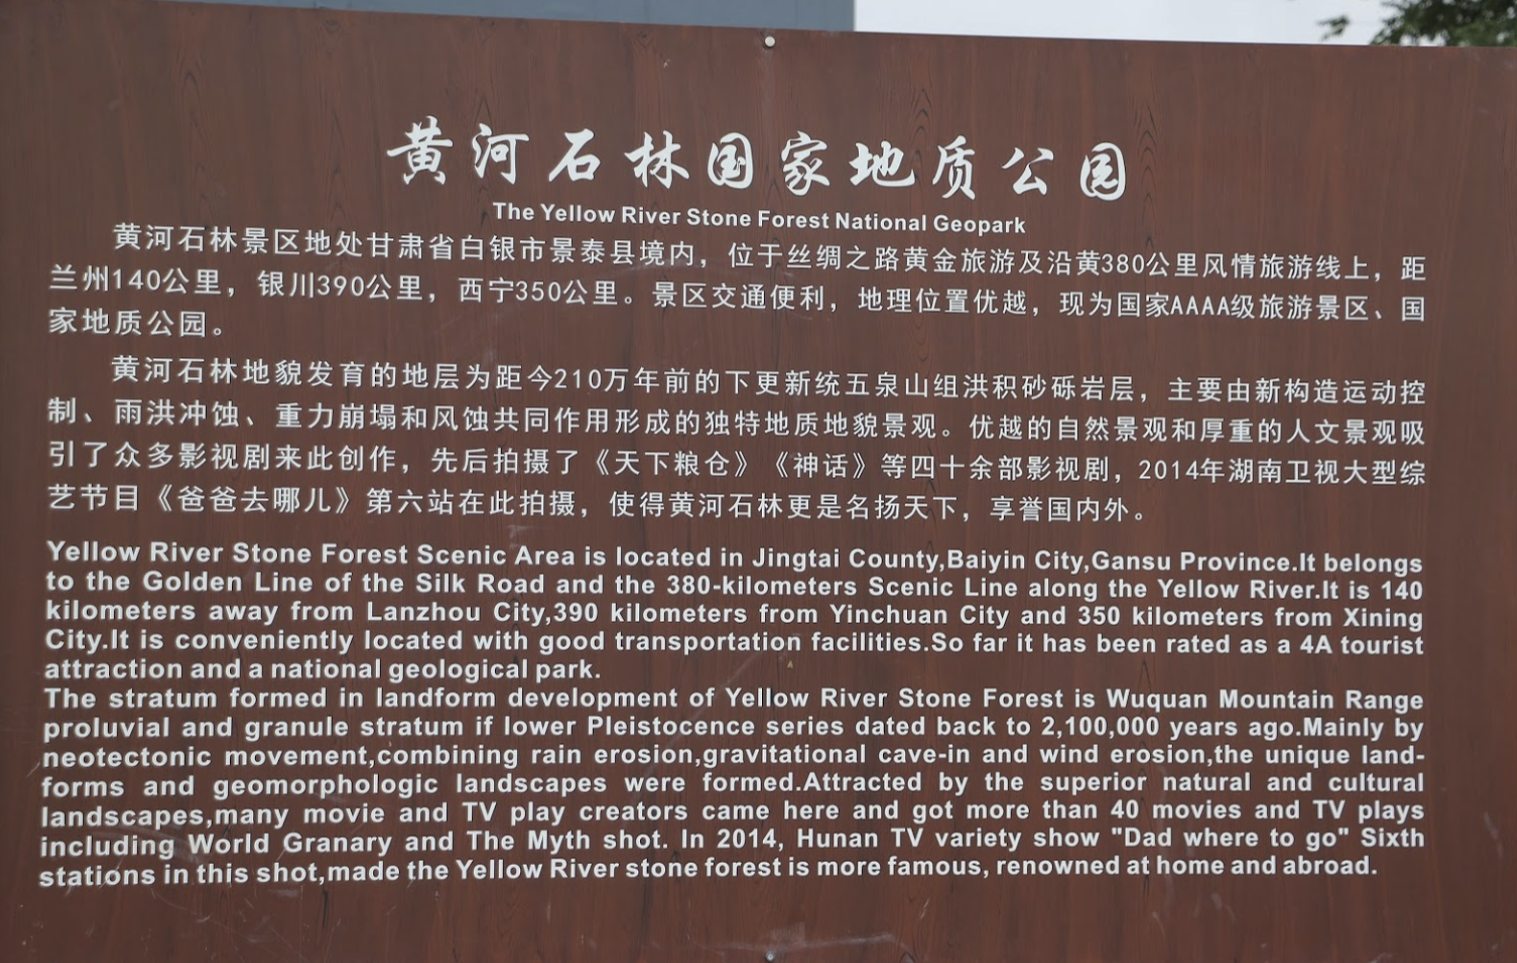 黄河石林国家地质公园
The Yellow River Stone Forest National Geopark
黄河石林景区地处甘肃省白银市景泰县境内，位于丝绸之路黄金旅游及沿黄380公里风情旅游线上，距
兰州140公里，银川390公里，西宁350公里。景区交通便利，地理位置优越，现为国家AAAA级旅游景区、国
家地质公园。
黄河石林地貌发育的地层为距今210万年前的下更新统五泉山组洪积砂砾岩层，主要由新构造运动控
制、雨洪冲蚀、重力崩塌和风蚀共同作用形成的独特地质地貌景观。优越的自然景观和厚重的人文景观吸
引了众多影视剧来此创作，先后拍摄了《天下粮仓》《神话》等四十余部影视剧，2014年湖南卫视大型综
艺节目《爸爸去哪儿》第六站在此拍摄，使得黄河石林更是名扬天下，享誉国内外。
Yellow River Stone Forest Scenic Area is located in Jingtai County,Baiyin City,Gansu Province.It belongs
to the Golden Line of the Silk Road and the 380-kilometers Scenic Line along the Yellow River.It is 140
kilometers away from Lanzhou City,390 kilometers from Yinchuan City and 350 kilometers from Xining
City.It is conveniently located with good transportation facilities.So far it has been rated as a 4A tourist
attraction and a national geological park.
The stratum formed in landform development of Yellow River Stone Forest is Wuquan Mountain Range
proluvial and granule stratum if lower Pleistocence series dated back to 2,100,000 years ago.Mainly by
neotectonic movement,combining rain erosion,gravitational cave-in and wind erosion,the unique land-
forms and geomorphologic landscapes were formed.Attracted by the superior natural and cultural
landscapes,many movie and TV play creators came here and got more than 40 movies and TV plays
including World Granary and The Myth shot. In 2014, Hunan TV variety show "Dad where to go" Sixth
stations in this shot,made the Yellow River stone forest is more famous, renowned at home and abroad.